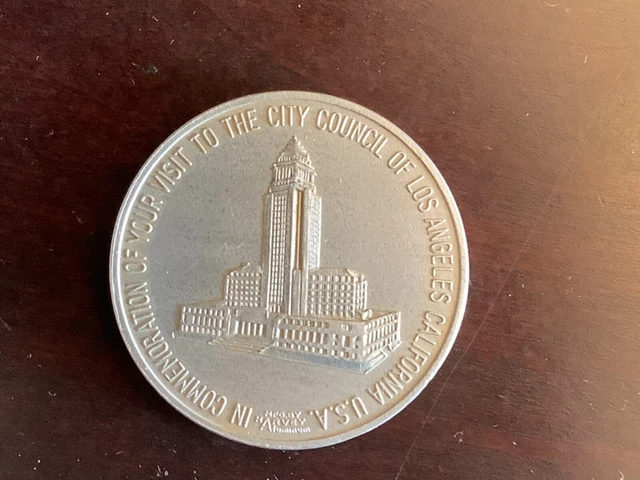 IN COMMEMORATION OF YOUR VISIT TO THE CITY COUNCIL OF LOS ANGELES CALIFORNIA U.S.A.